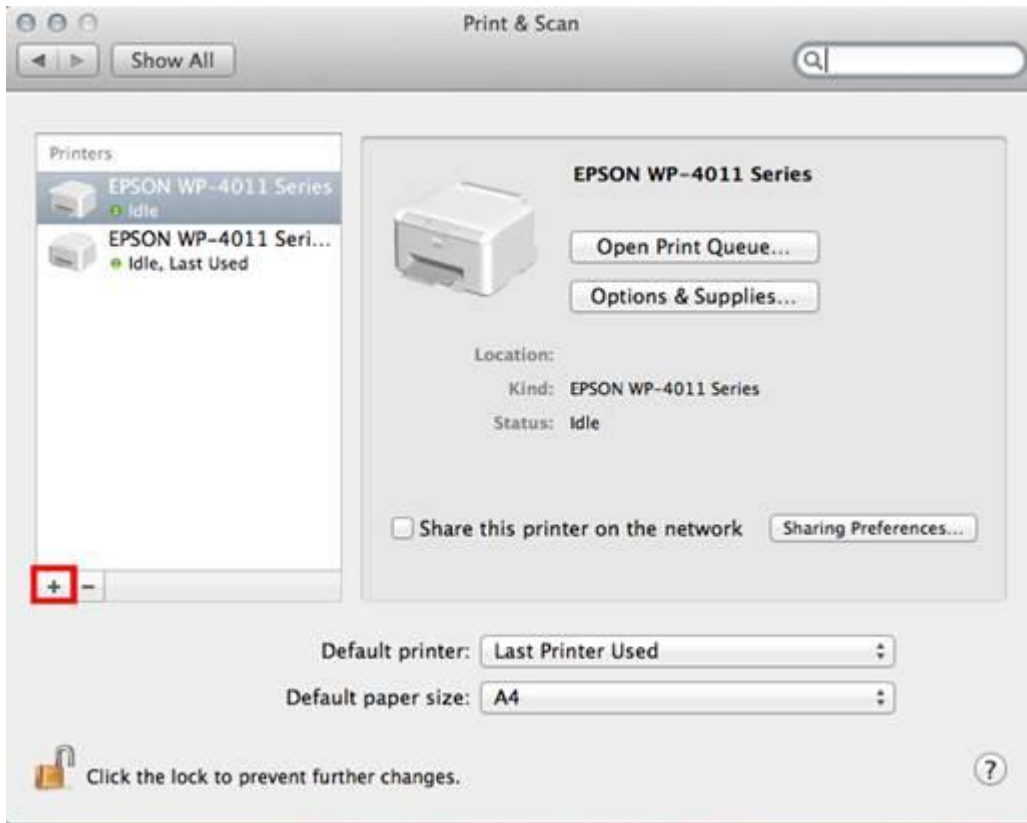 Print & Scan
Show All
Printers
EPSON WP-4011 Series
Idle
EPSON WP-4011 Seri...
Idle, Last Used
+ −
EPSON WP-4011 Series
Open Print Queue...
Options & Supplies...
Location:
Kind: EPSON WP-4011 Series
Status: Idle
Share this printer on the network Sharing Preferences...
Default printer: Last Printer Used
Default paper size: A4
Click the lock to prevent further changes. ?